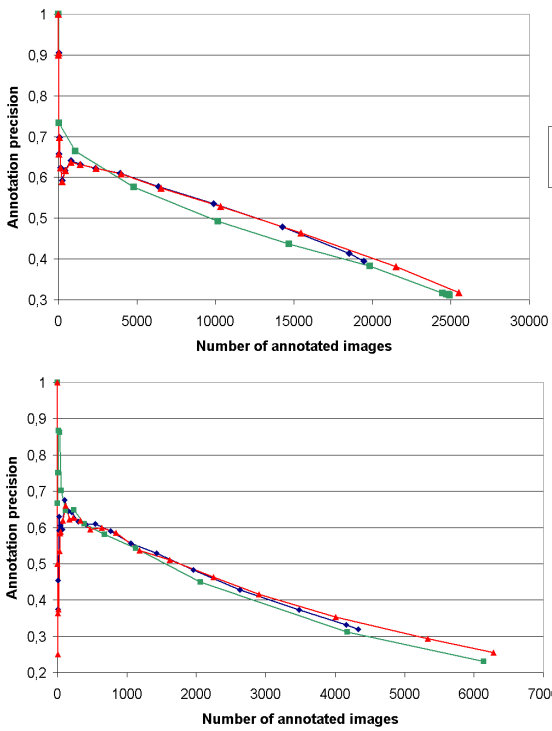 1
0,9
0,8
0,7
0,6
0,5
0,4
0,3
Annotation precision
0 5000 10000 15000 20000 25000 30000
Number of annotated images
1
0,9
0,8
0,7
0,6
0,5
0,4
0,3
0,2
Annotation precision
0 1000 2000 3000 4000 5000 6000 7000
Number of annotated images